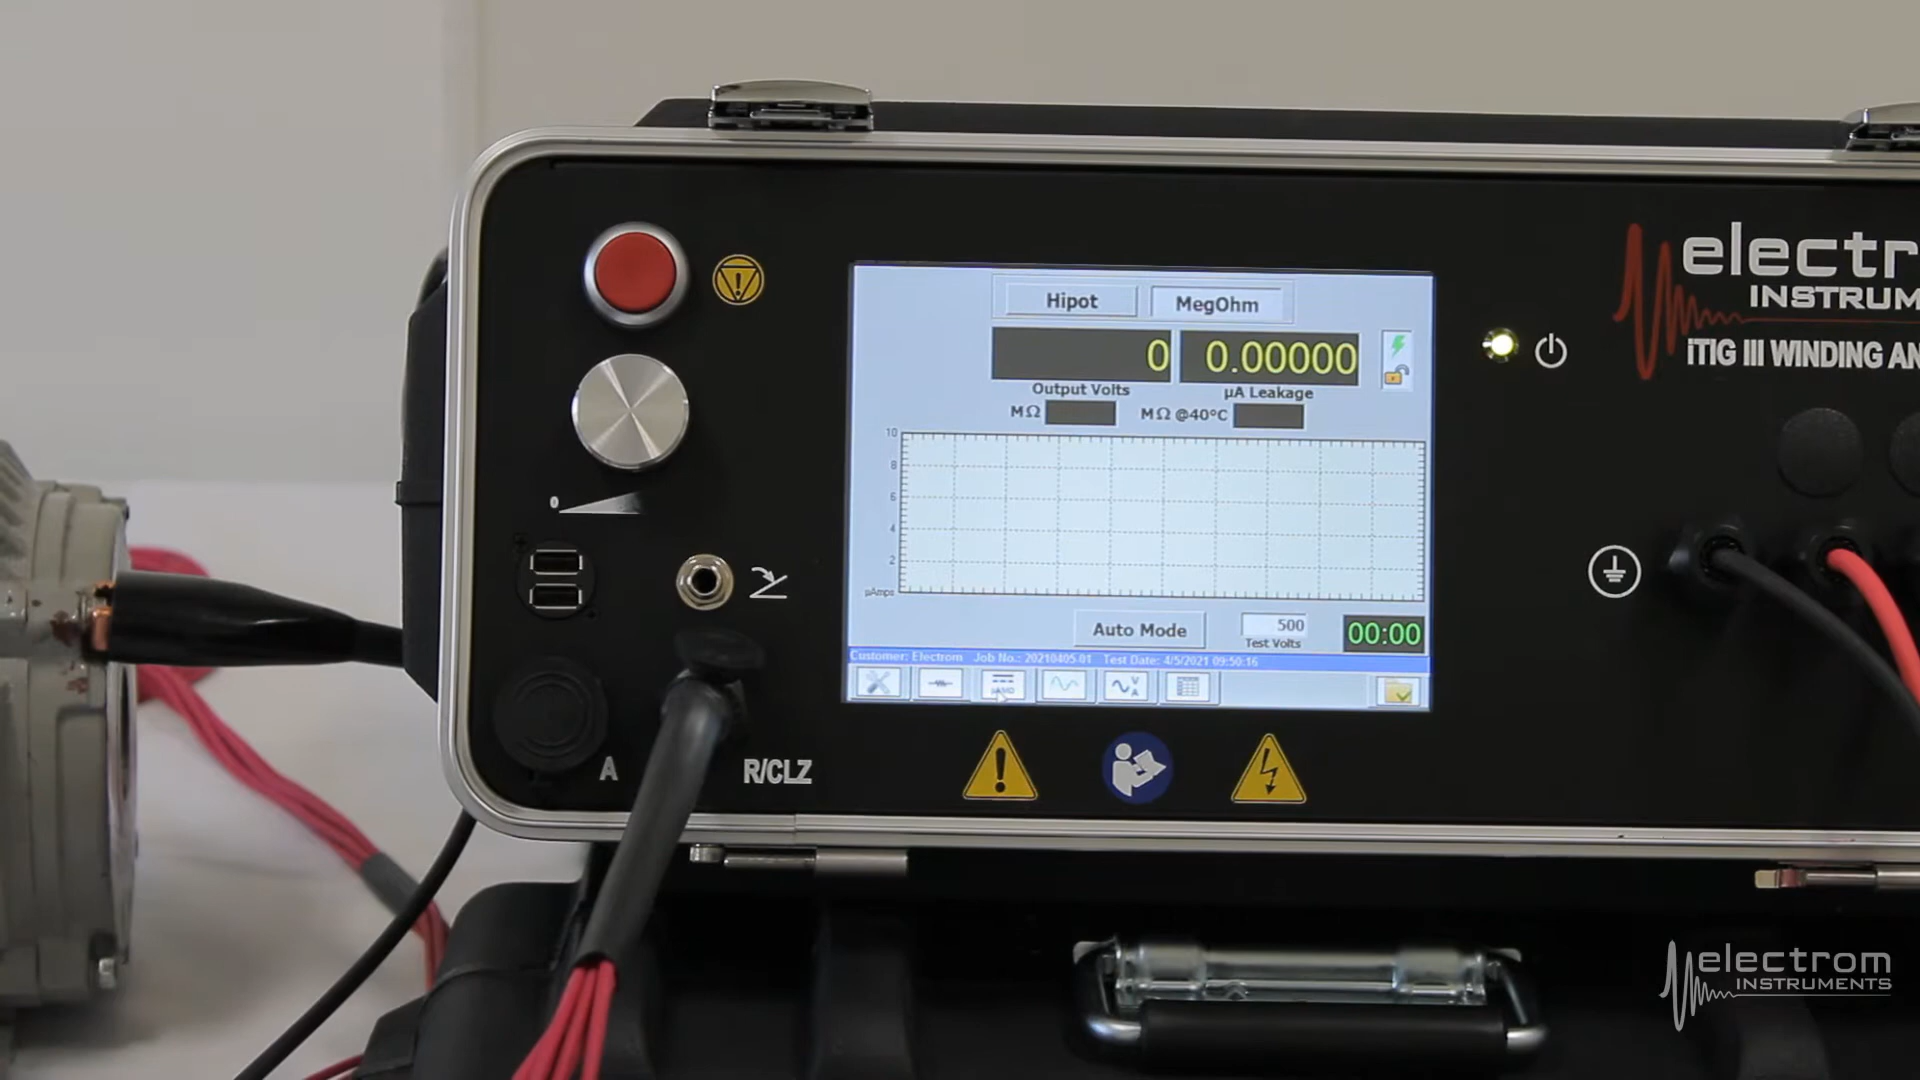 Hipot MegOhm
0 0.00000
Output Volts µA Leakage
MΩ MΩ @40°C
10
8
6
4
2
µAmps
Auto Mode
500
Test Volts
00:00
Customer: Electrom Job No.: 20210405.01 Test Date: 4/5/2021 09:50:16
V
A
0
A
R/CLZ
electr
INSTRUM
iTIG III WINDING AN
electrom
INSTRUMENTS